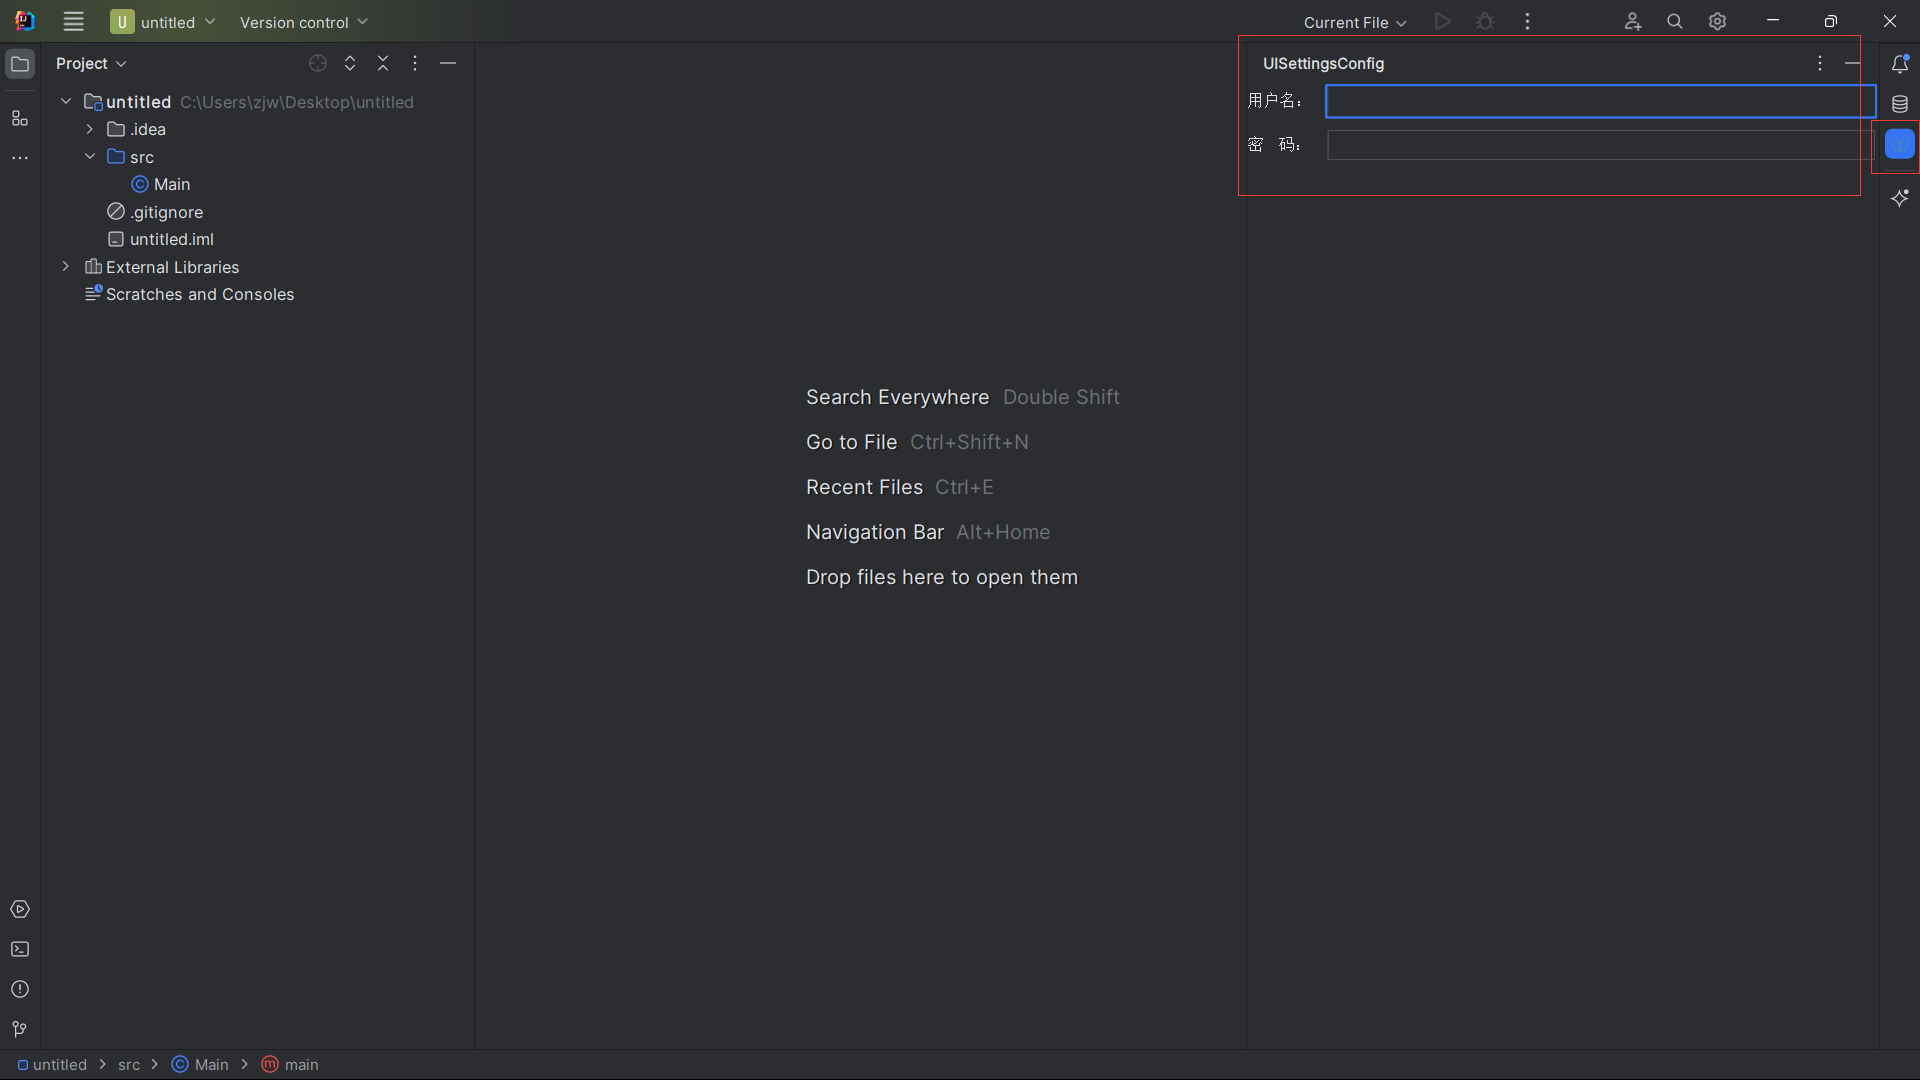 U untitled Version control Current File
Project
untitled C:\Users\zjw\Desktop\untitled
.idea
src
Main
.gitignore
untitled.iml
External Libraries
Scratches and Consoles
Search Everywhere Double Shift
Go to File Ctrl+Shift+N
Recent Files Ctrl+E
Navigation Bar Alt+Home
Drop files here to open them
UISettingsConfig
用户名：
密 码：
untitled > src > Main > main